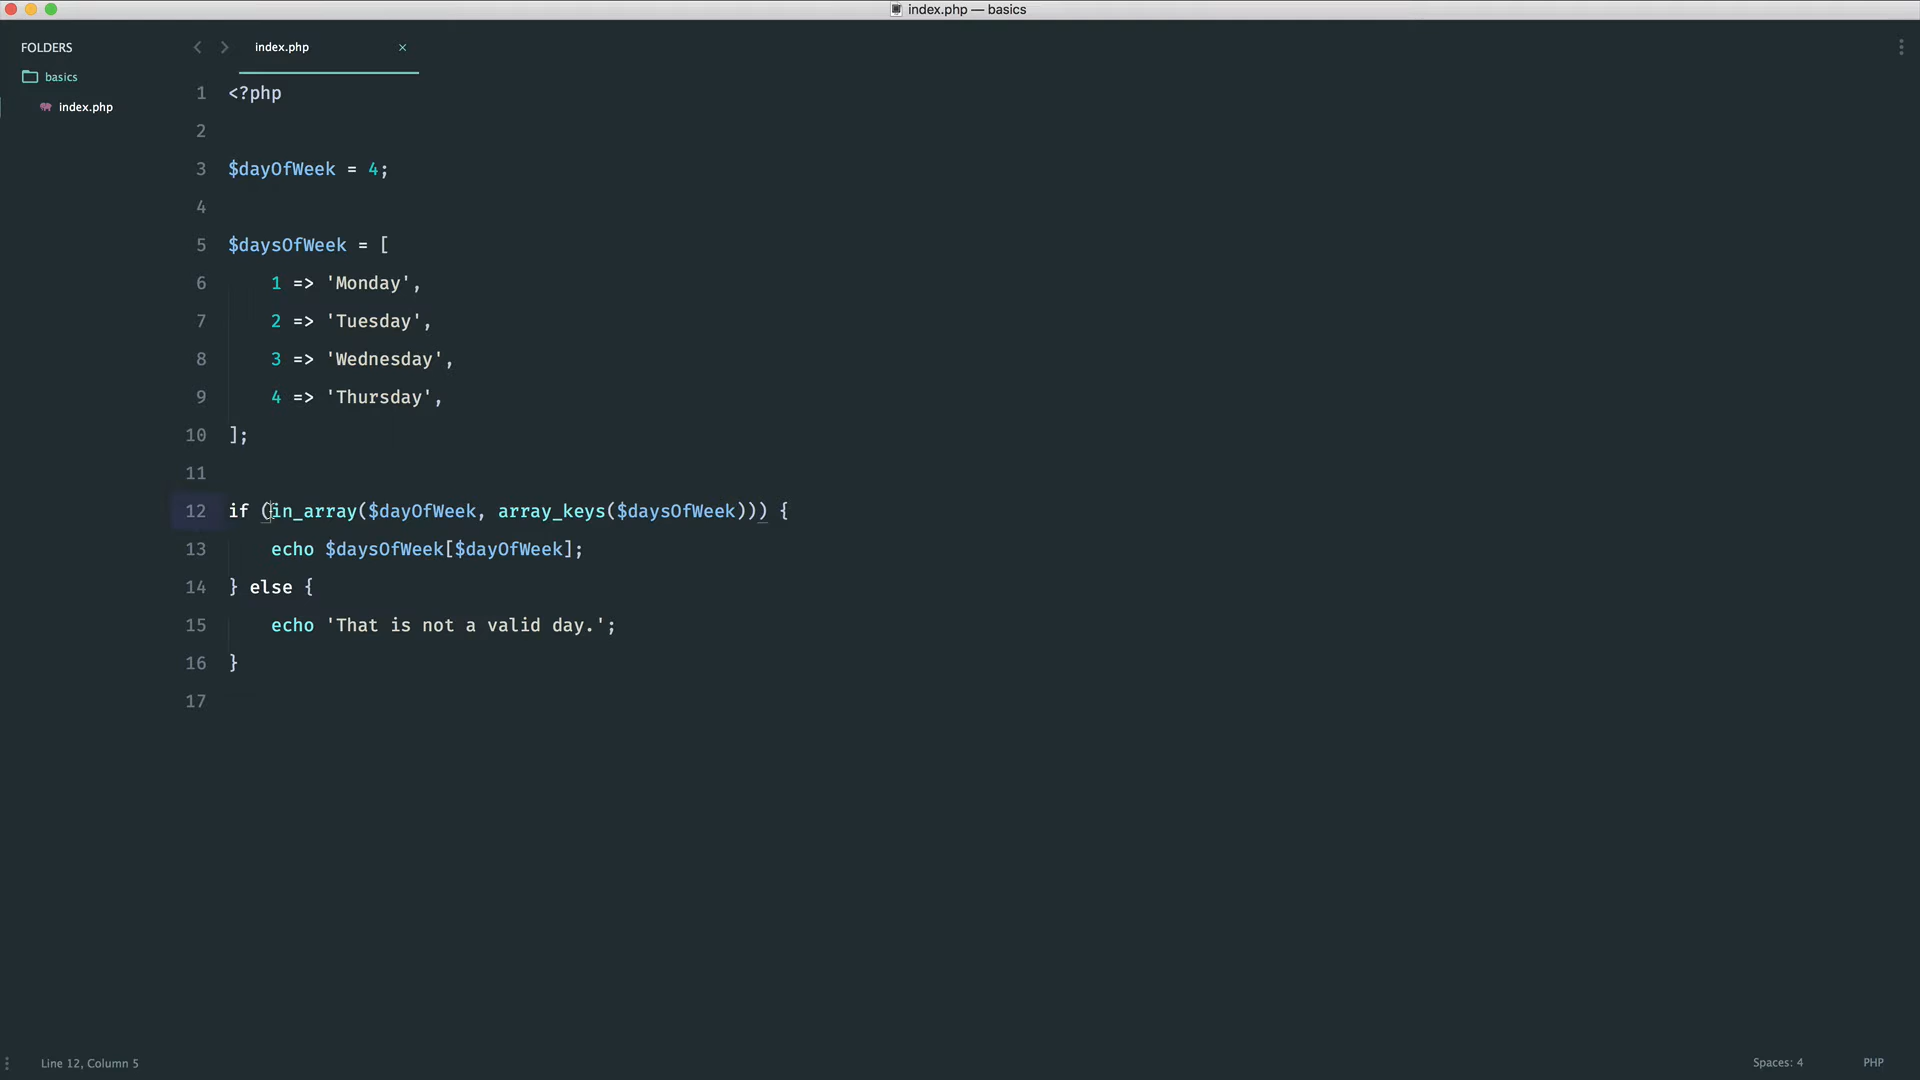 index.php — basics
FOLDERS
basics
index.php
index.php
1 <?php
2
3 $dayOfWeek = 4;
4
5 $daysOfWeek = [
6     1 => 'Monday',
7     2 => 'Tuesday',
8     3 => 'Wednesday',
9     4 => 'Thursday',
10 ];
11
12 if (in_array($dayOfWeek, array_keys($daysOfWeek))) {
13     echo $daysOfWeek[$dayOfWeek];
14 } else {
15     echo 'That is not a valid day.';
16 }
17
Line 12, Column 5
Spaces: 4
PHP